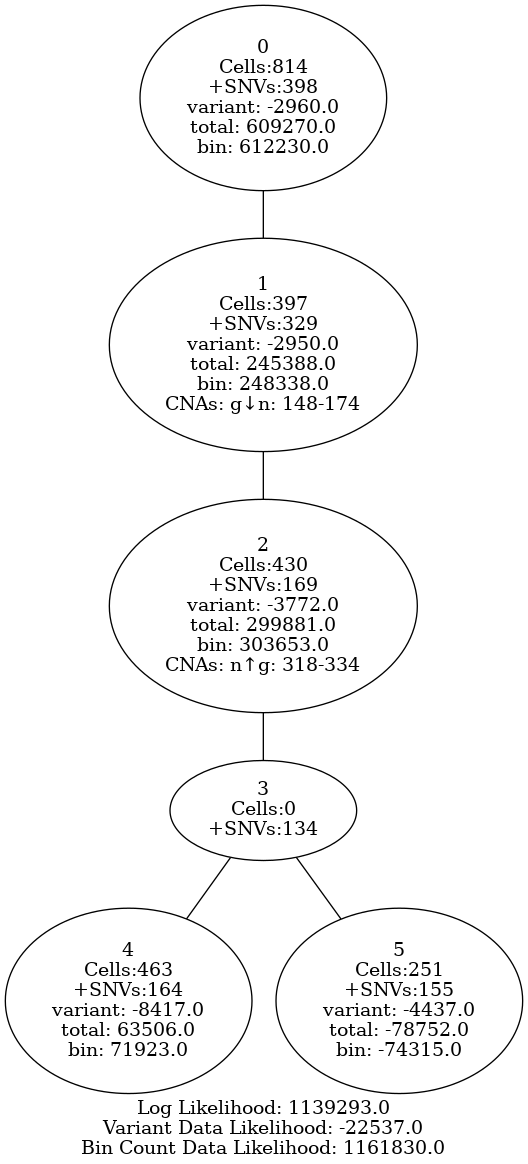 0
Cells:814
+SNVs:398
variant: -2960.0
total: 609270.0
bin: 612230.0
1
Cells:397
+SNVs:329
variant: -2950.0
total: 245388.0
bin: 248338.0
CNAs: g↓n: 148-174
2
Cells:430
+SNVs:169
variant: -3772.0
total: 299881.0
bin: 303653.0
CNAs: n↑g: 318-334
3
Cells:0
+SNVs:134
4
Cells:463
+SNVs:164
variant: -8417.0
total: 63506.0
bin: 71923.0
5
Cells:251
+SNVs:155
variant: -4437.0
total: -78752.0
bin: -74315.0
Log Likelihood: 1139293.0
Variant Data Likelihood: -22537.0
Bin Count Data Likelihood: 1161830.0